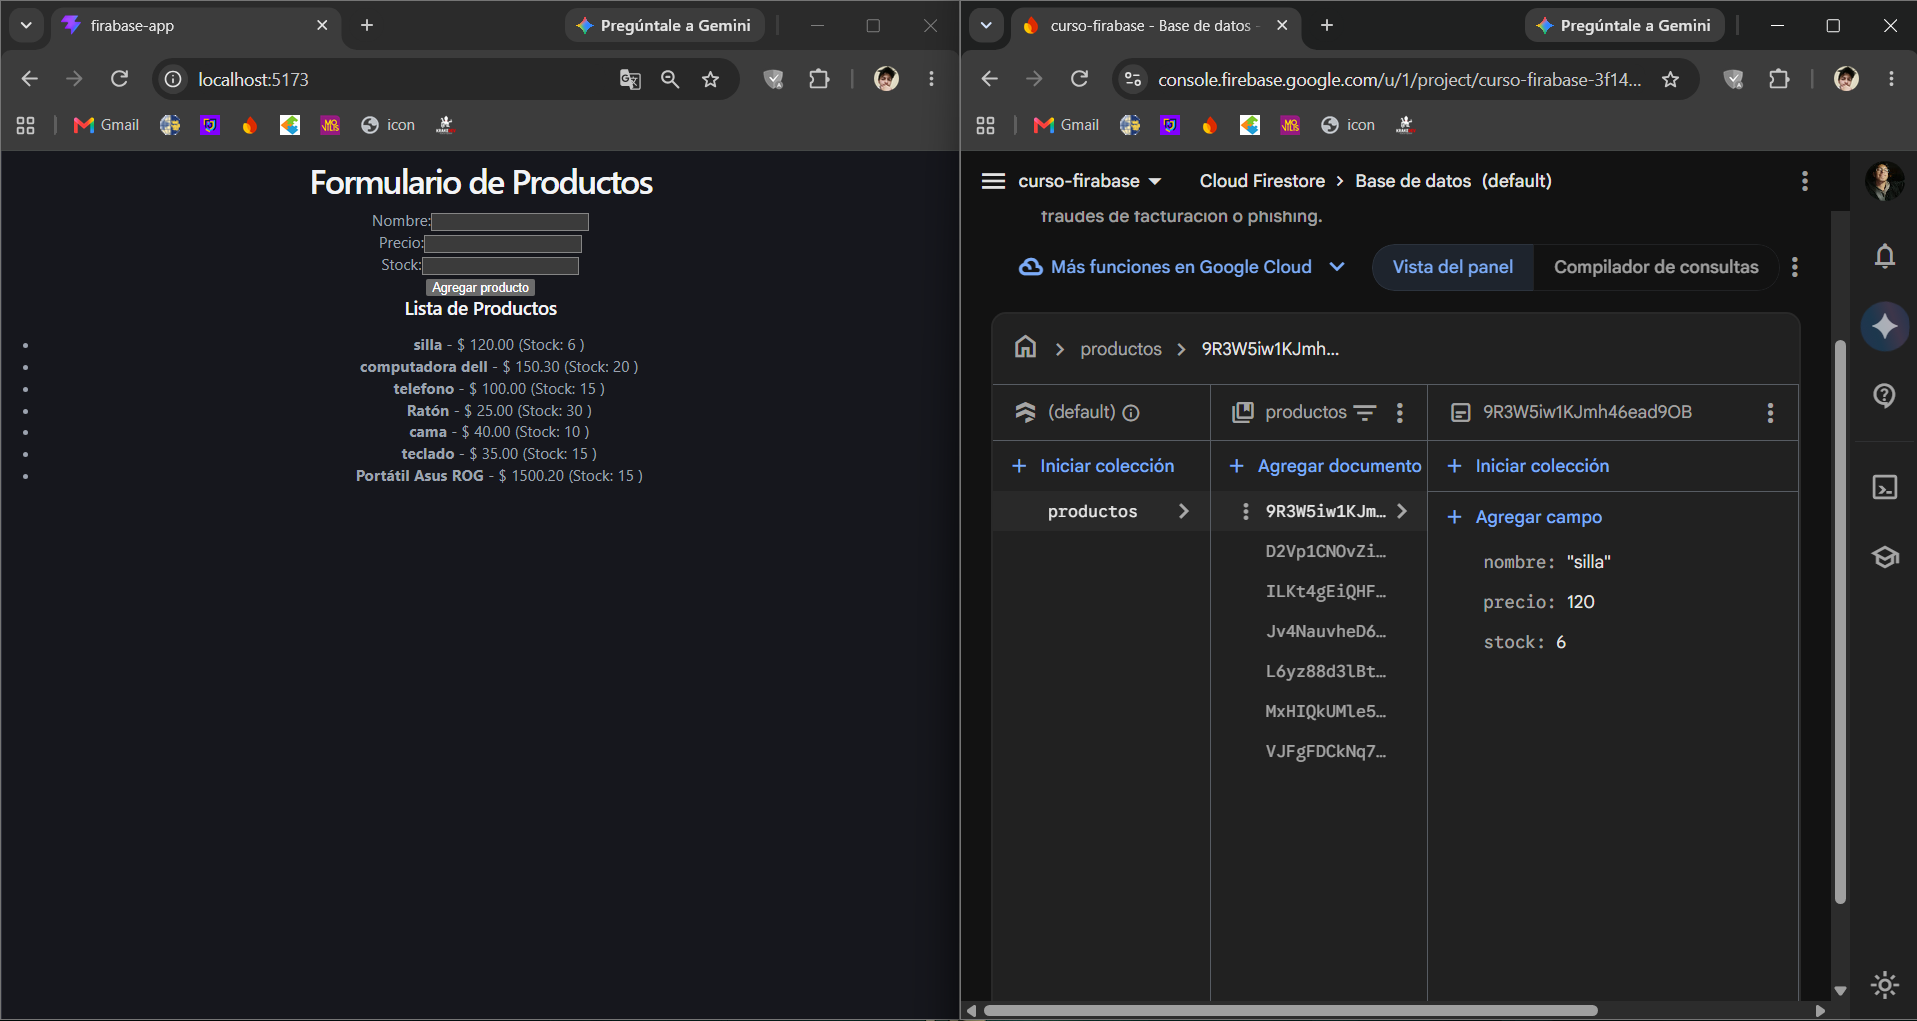 firabase-app
Pregúntale a Gemini
localhost:5173
Gmail
icon
Formulario de Productos
Nombre:
Precio:
Stock:
Agregar producto
Lista de Productos
silla - $ 120.00 (Stock: 6 )
computadora dell - $ 150.30 (Stock: 20 )
telefono - $ 100.00 (Stock: 15 )
Ratón - $ 25.00 (Stock: 30 )
cama - $ 40.00 (Stock: 10 )
teclado - $ 35.00 (Stock: 15 )
Portátil Asus ROG - $ 1500.20 (Stock: 15 )
curso-firabase - Base de datos -
Pregúntale a Gemini
console.firebase.google.com/u/1/project/curso-firabase-3f14...
Gmail
icon
curso-firabase
Cloud Firestore > Base de datos (default)
fraudes de facturación o phishing.
Más funciones en Google Cloud
Vista del panel
Compilador de consultas
productos > 9R3W5iw1KJmh...
(default)
productos
9R3W5iw1KJmh46ead9OB
+ Iniciar colección
+ Agregar documento
+ Iniciar colección
productos
9R3W5iw1KJm...
D2Vp1CNOvZi...
ILKt4gEiQHF...
Jv4NauvheD6...
L6yz88d3lBt...
MxHIQkUMle5...
VJFgFDCkNq7...
+ Agregar campo
nombre: "silla"
precio: 120
stock: 6